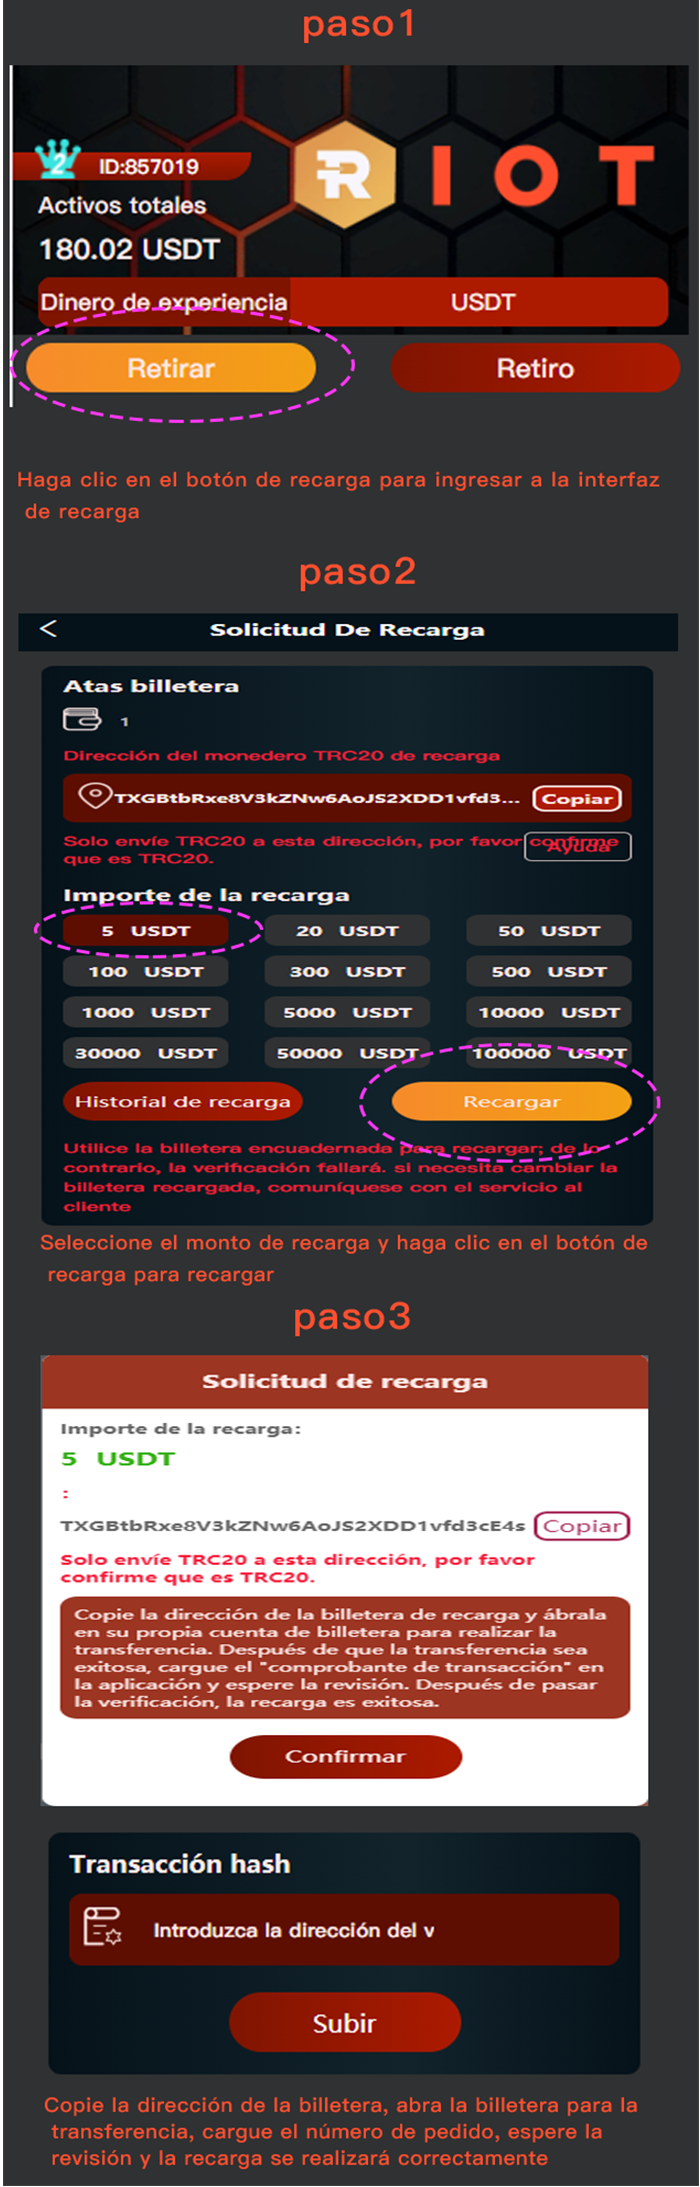 paso1
2
ID:857019
RIOT
Activos totales
180.02 USDT
Dinero de experiencia USDT
Retirar Retiro
Haga clic en el botón de recarga para ingresar a la interfaz
de recarga
paso2
< Solicitud De Recarga
Atas billetera
1
Dirección del monedero TRC20 de recarga
TXGBtbRxe8V3kZNw6AoJS2XDD1vfd3... Copiar
Solo envíe TRC20 a esta dirección, por favor confirme
que es TRC20.
Ayuda
Importe de la recarga
5 USDT 20 USDT 50 USDT
100 USDT 300 USDT 500 USDT
1000 USDT 5000 USDT 10000 USDT
30000 USDT 50000 USDT 100000 USDT
Historial de recarga Recargar
Utilice la billetera encuadernada para recargar; de lo
contrario, la verificación fallará. si necesita cambiar la
billetera recargada, comuníquese con el servicio al
cliente
Seleccione el monto de recarga y haga clic en el botón de
recarga para recargar
paso3
Solicitud de recarga
Importe de la recarga:
5 USDT
:
TXGBtbRxe8V3kZNw6AoJS2XDD1vfd3cE4s Copiar
Solo envíe TRC20 a esta dirección, por favor
confirme que es TRC20.
Copie la dirección de la billetera de recarga y ábrala
en su propia cuenta de billetera para realizar la
transferencia. Después de que la transferencia sea
exitosa, cargue el "comprobante de transacción" en
la aplicación y espere la revisión. Después de pasar
la verificación, la recarga es exitosa.
Confirmar
Transacción hash
Introduzca la dirección del v
Subir
Copie la dirección de la billetera, abra la billetera para la
transferencia, cargue el número de pedido, espere la
revisión y la recarga se realizará correctamente